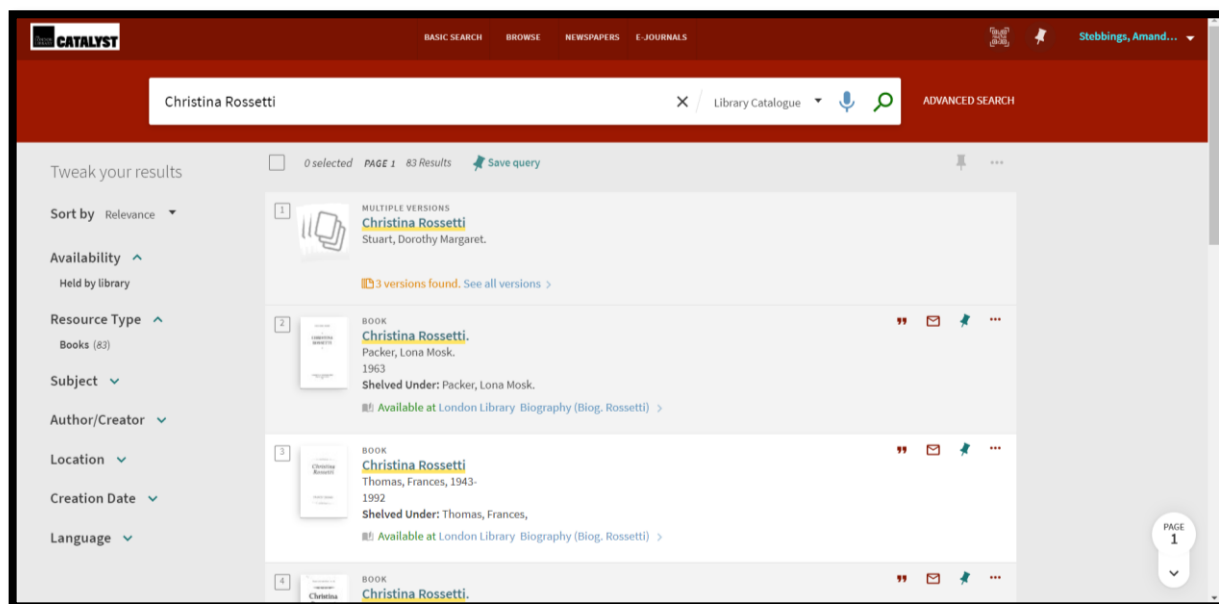 CATALYST
BASIC SEARCH BROWSE NEWSPAPERS E-JOURNALS
Stebbings, Amand...
Christina Rossetti
Library Catalogue
ADVANCED SEARCH
Tweak your results
Sort by Relevance
Availability
Held by library
Resource Type
Books (83)
Subject
Author/Creator
Location
Creation Date
Language
0 selected PAGE 1 83 Results Save query
1
MULTIPLE VERSIONS
Christina Rossetti
Stuart, Dorothy Margaret.
3 versions found. See all versions >
2
BOOK
Christina Rossetti.
Packer, Lona Mosk.
1963
Shelved Under: Packer, Lona Mosk.
Available at London Library Biography (Biog. Rossetti) >
3
Christina
Rossetti
BOOK
Christina Rossetti
Thomas, Frances, 1943-
1992
Shelved Under: Thomas, Frances,
Available at London Library Biography (Biog. Rossetti) >
4
Christina
BOOK
Christina Rossetti.
PAGE
1